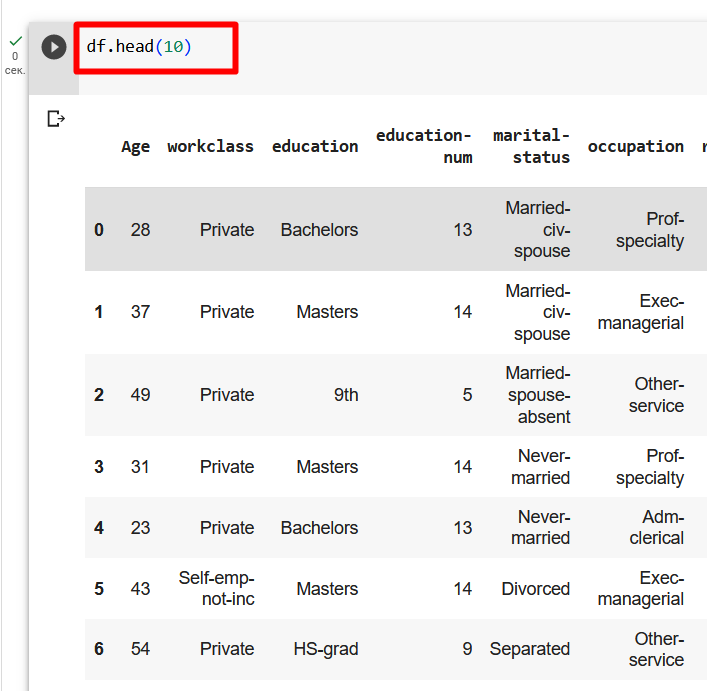 df.head(10)
0
сек.
Age workclass education education-num marital-status occupation r
0 28 Private Bachelors 13 Married-civ-spouse Prof-specialty
1 37 Private Masters 14 Married-civ-spouse Exec-managerial
2 49 Private 9th 5 Married-spouse-absent Other-service
3 31 Private Masters 14 Never-married Prof-specialty
4 23 Private Bachelors 13 Never-married Adm-clerical
5 43 Self-emp-not-inc Masters 14 Divorced Exec-managerial
6 54 Private HS-grad 9 Separated Other-service